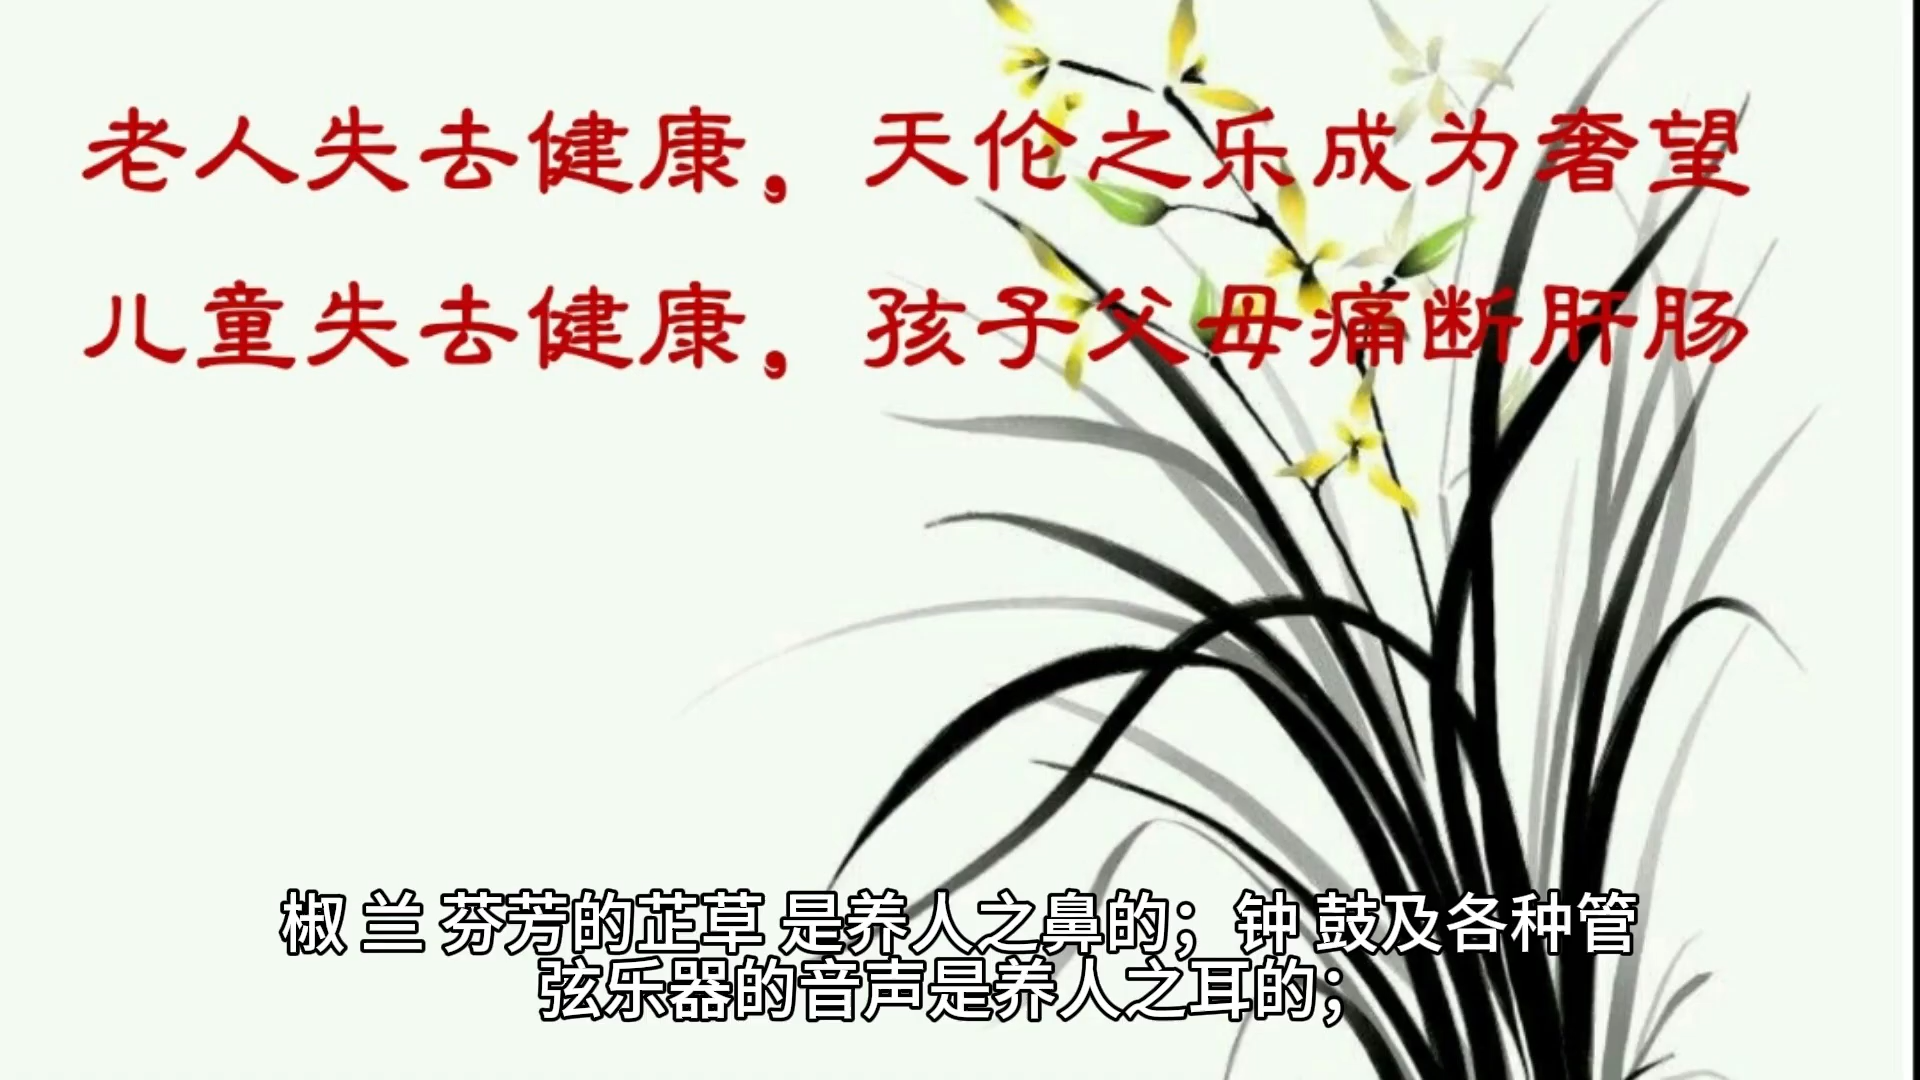 老人失去健康，天伦之乐成为奢望
儿童失去健康，孩子父母痛断肝肠
椒 兰 芬芳的芷草 是养人之鼻的；钟 鼓及各种管
弦乐器的音声是养人之耳的；